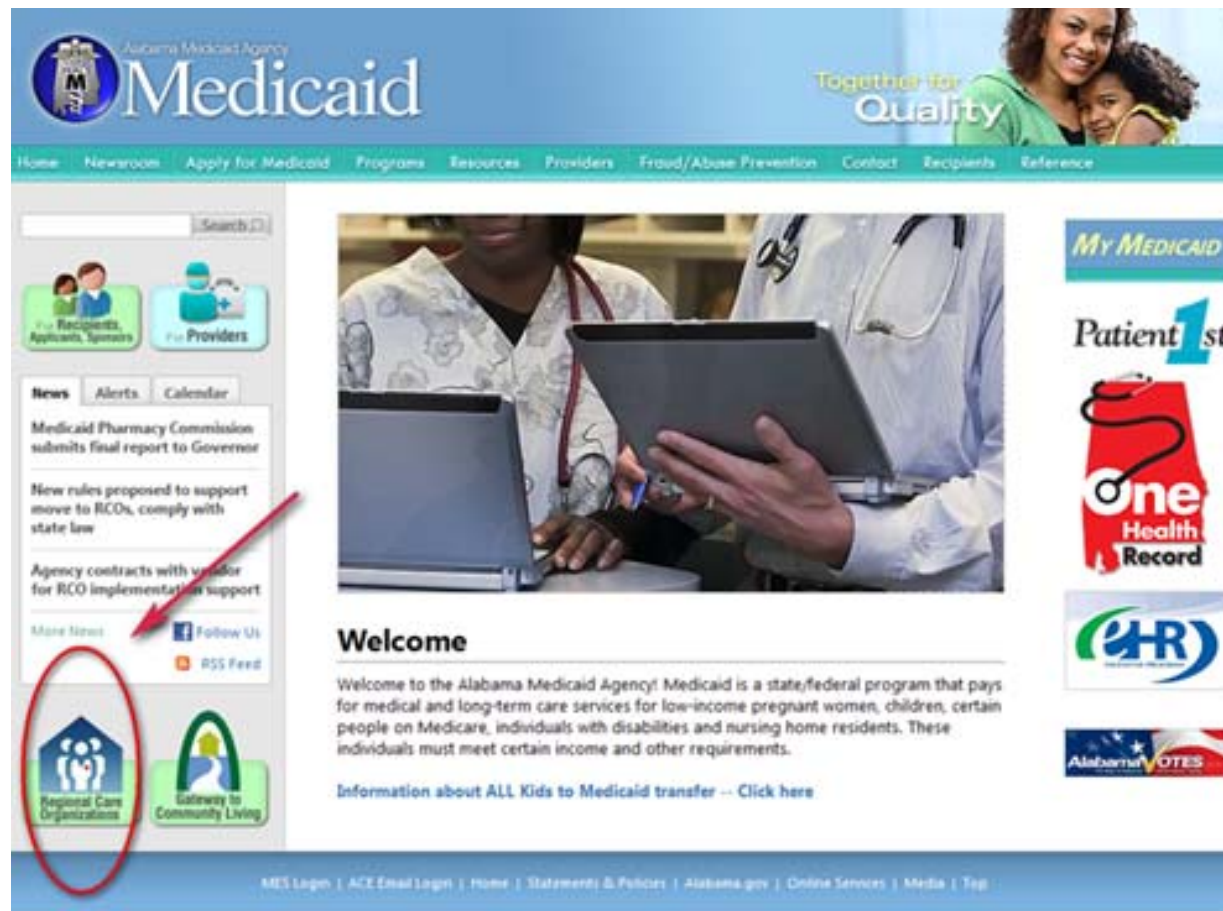 Alabama Medicaid Agency
Medicaid
Together for
Quality
Home Newsroom Apply for Medicaid Programs Resources Providers Fraud/Abuse Prevention Contact Recipients Reference
Search
For Recipients,
Applicants, Sponsors
For Providers
News Alerts Calendar
Medicaid Pharmacy Commission
submits final report to Governor
New rules proposed to support
move to RCOs, comply with
state law
Agency contracts with vendor
for RCO implementation support
More News
Follow Us
RSS Feed
Regional Care
Organizations
Gateway to
Community Living
Welcome
Welcome to the Alabama Medicaid Agency! Medicaid is a state/federal program that pays
for medical and long-term care services for low-income pregnant women, children, certain
people on Medicare, individuals with disabilities and nursing home residents. These
individuals must meet certain income and other requirements.
Information about ALL Kids to Medicaid transfer -- Click here
MY MEDICAID
Patient 1st
One
Health
Record
eHR
Alabama VOTES
MES Login | ACE Email Login | Home | Statements & Policies | Alabama.gov | Online Services | Media | Top